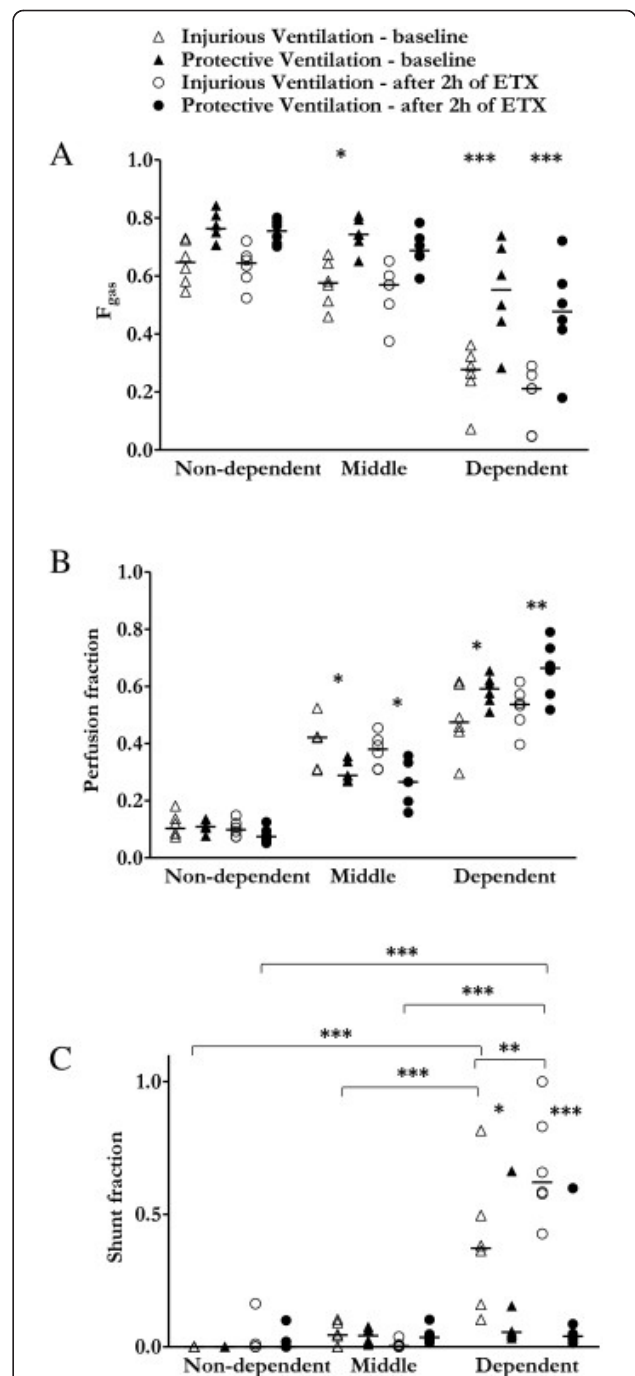 △ Injurious Ventilation - baseline
▲ Protective Ventilation - baseline
○ Injurious Ventilation - after 2h of ETX
● Protective Ventilation - after 2h of ETX
A
* *** ***
1.0
0.8
0.6
0.4
0.2
0.0
Fgas
Non-dependent Middle Dependent
B
1.0
0.8
0.6
0.4
0.2
0.0
Perfusion fraction
* * * **
Non-dependent Middle Dependent
C
***
***
*** **
*** * ***
1.0
0.5
0.0
Shunt fraction
Non-dependent Middle Dependent